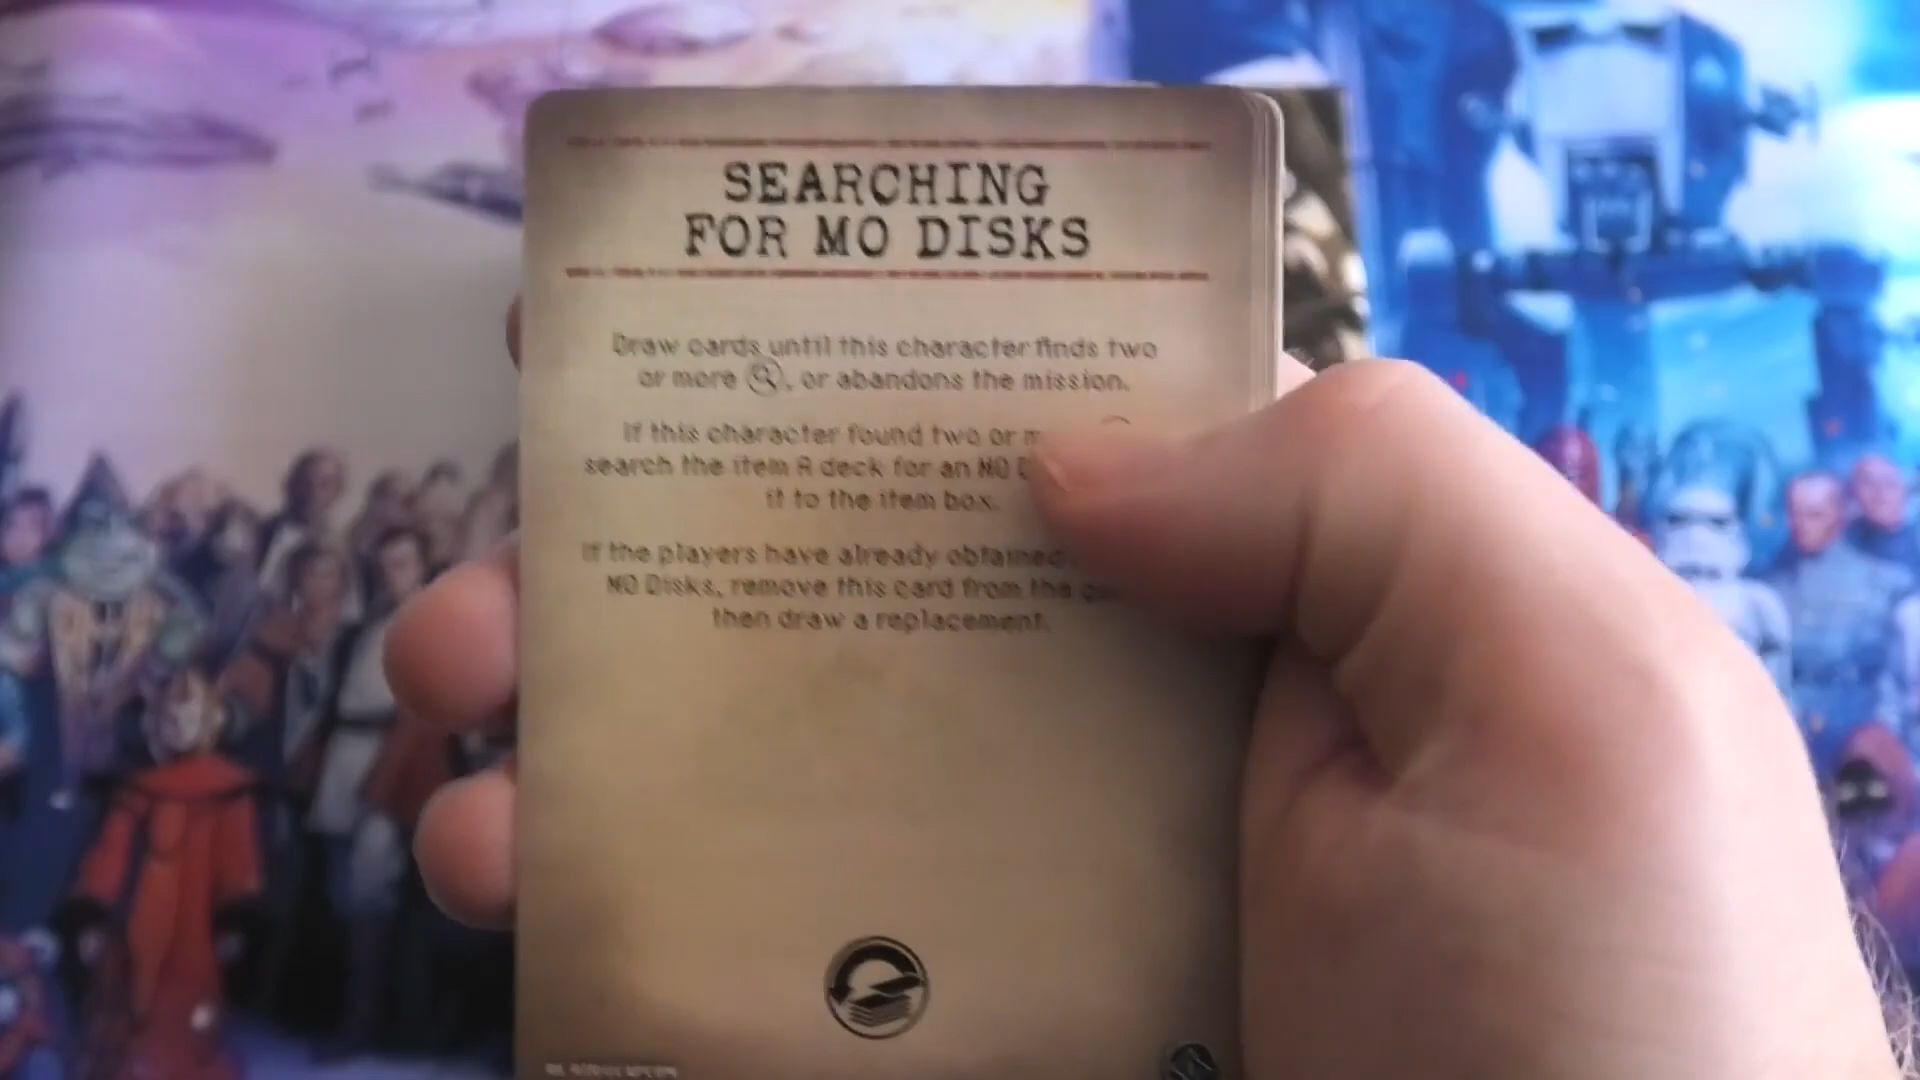 SEARCHING
FOR MO DISKS
Draw cards until this character finds two
or more , or abandons the mission.
If this character found two or
search the item A deck for an MO
it to the item box.
If the players have already obtained
MO Disks, remove this card from the
then draw a replacement.